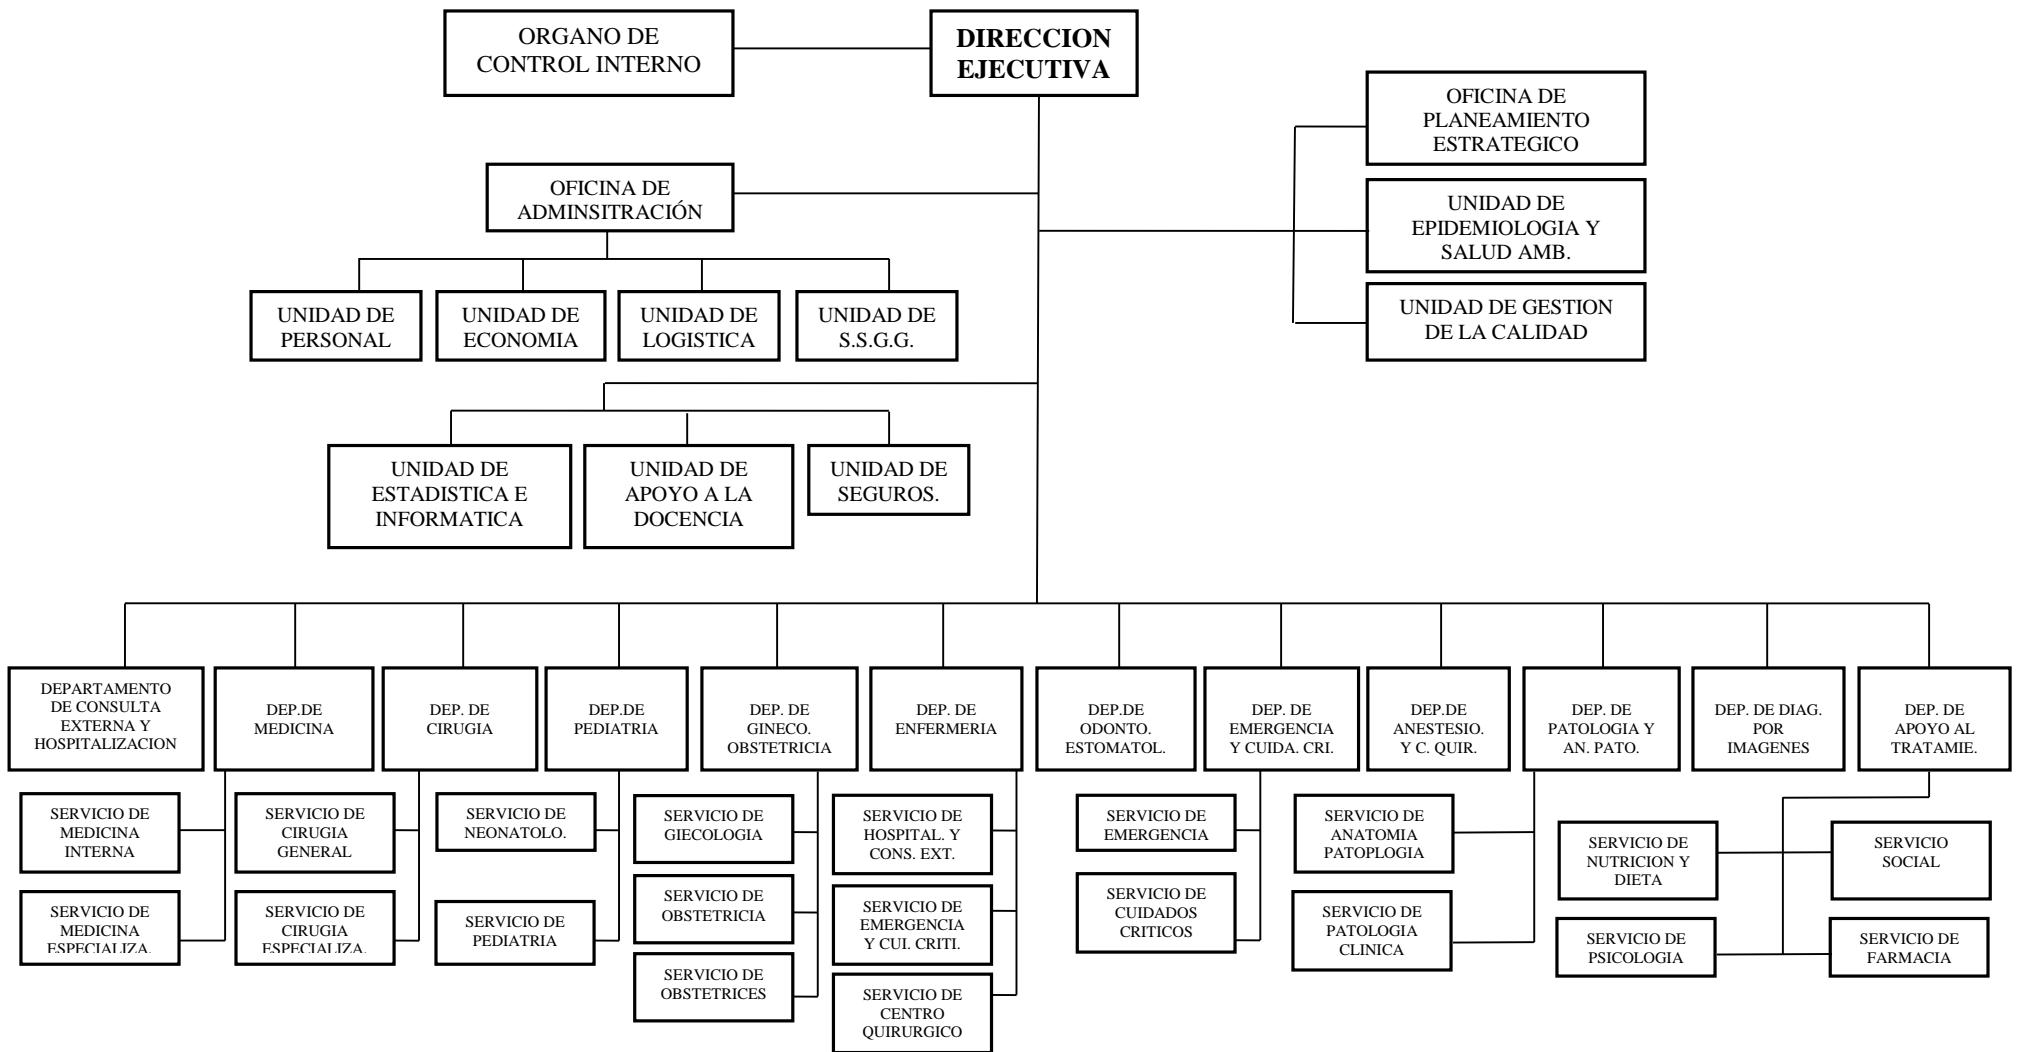 ORGANO DE
CONTROL INTERNO
DIRECCION
EJECUTIVA
OFICINA DE
PLANEAMIENTO
ESTRATEGICO
OFICINA DE
ADMINSITRACIÓN
UNIDAD DE
EPIDEMIOLOGIA Y
SALUD AMB.
UNIDAD DE GESTION
DE LA CALIDAD
UNIDAD DE
PERSONAL
UNIDAD DE
ECONOMIA
UNIDAD DE
LOGISTICA
UNIDAD DE
S.S.G.G.
UNIDAD DE
ESTADISTICA E
INFORMATICA
UNIDAD DE
APOYO A LA
DOCENCIA
UNIDAD DE
SEGUROS.
DEPARTAMENTO
DE CONSULTA
EXTERNA Y
HOSPITALIZACION
DEP.DE
MEDICINA
DEP. DE
CIRUGIA
DEP.DE
PEDIATRIA
DEP. DE
GINECO.
OBSTETRICIA
DEP. DE
ENFERMERIA
DEP.DE
ODONTO.
ESTOMATOL.
DEP. DE
EMERGENCIA
Y CUIDA. CRI.
DEP.DE
ANESTESIO.
Y C. QUIR.
DEP. DE
PATOLOGIA Y
AN. PATO.
DEP. DE DIAG.
POR
IMAGENES
DEP. DE
APOYO AL
TRATAMIE.
SERVICIO DE
MEDICINA
INTERNA
SERVICIO DE
CIRUGIA
GENERAL
SERVICIO DE
NEONATOLO.
SERVICIO DE
GIECOLOGIA
SERVICIO DE
HOSPITAL. Y
CONS. EXT.
SERVICIO DE
EMERGENCIA
SERVICIO DE
ANATOMIA
PATOPLOGIA
SERVICIO DE
NUTRICION Y
DIETA
SERVICIO
SOCIAL
SERVICIO DE
MEDICINA
ESPECIALIZA.
SERVICIO DE
CIRUGIA
ESPECIALIZA.
SERVICIO DE
PEDIATRIA
SERVICIO DE
OBSTETRICIA
SERVICIO DE
EMERGENCIA
Y CUI. CRITI.
SERVICIO DE
CUIDADOS
CRITICOS
SERVICIO DE
PATOLOGIA
CLINICA
SERVICIO DE
PSICOLOGIA
SERVICIO DE
FARMACIA
SERVICIO DE
OBSTETRICES
SERVICIO DE
CENTRO
QUIRURGICO